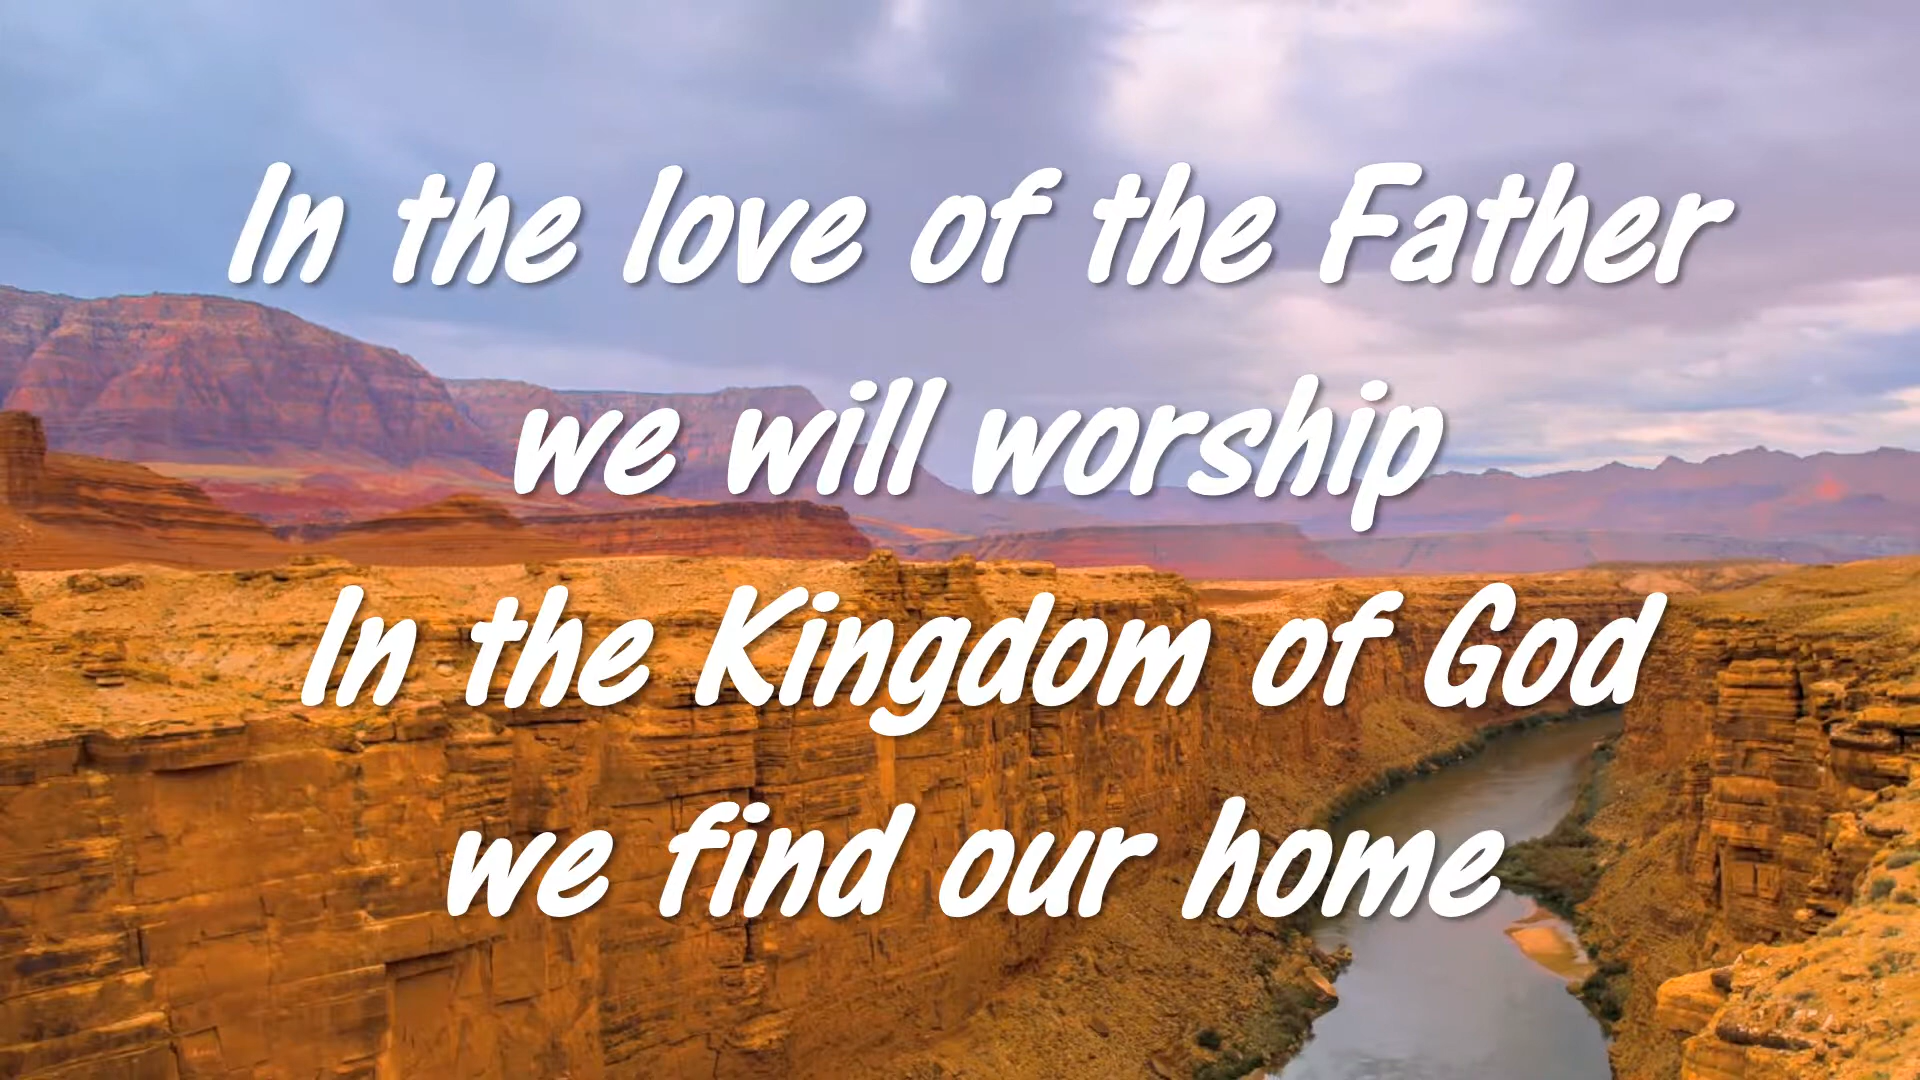 In the love of the Father
we will worship
In the Kingdom of God
we find our home